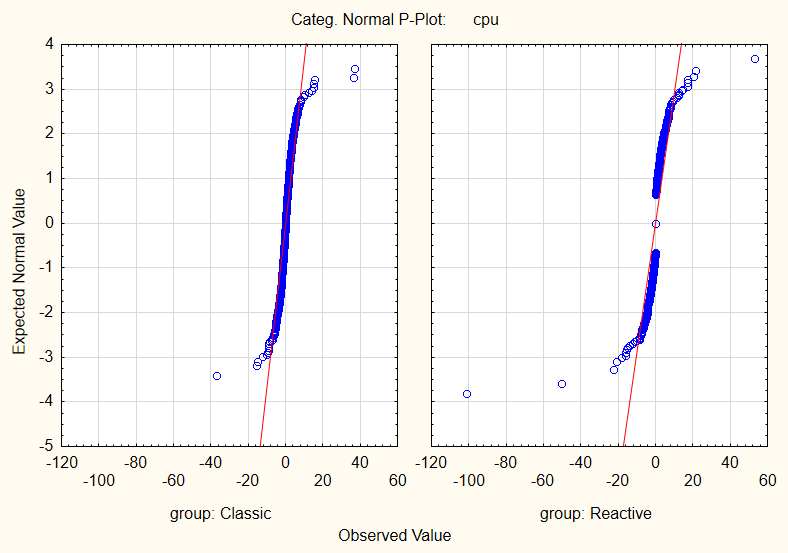 Categ. Normal P-Plot: cpu
Expected Normal Value
4
3
2
1
0
-1
-2
-3
-4
-5
-120 -80 -40 0 40 -120 -80 -40 0 40
-100 -60 -20 20 60 -100 -60 -20 20 60
group: Classic group: Reactive
Observed Value